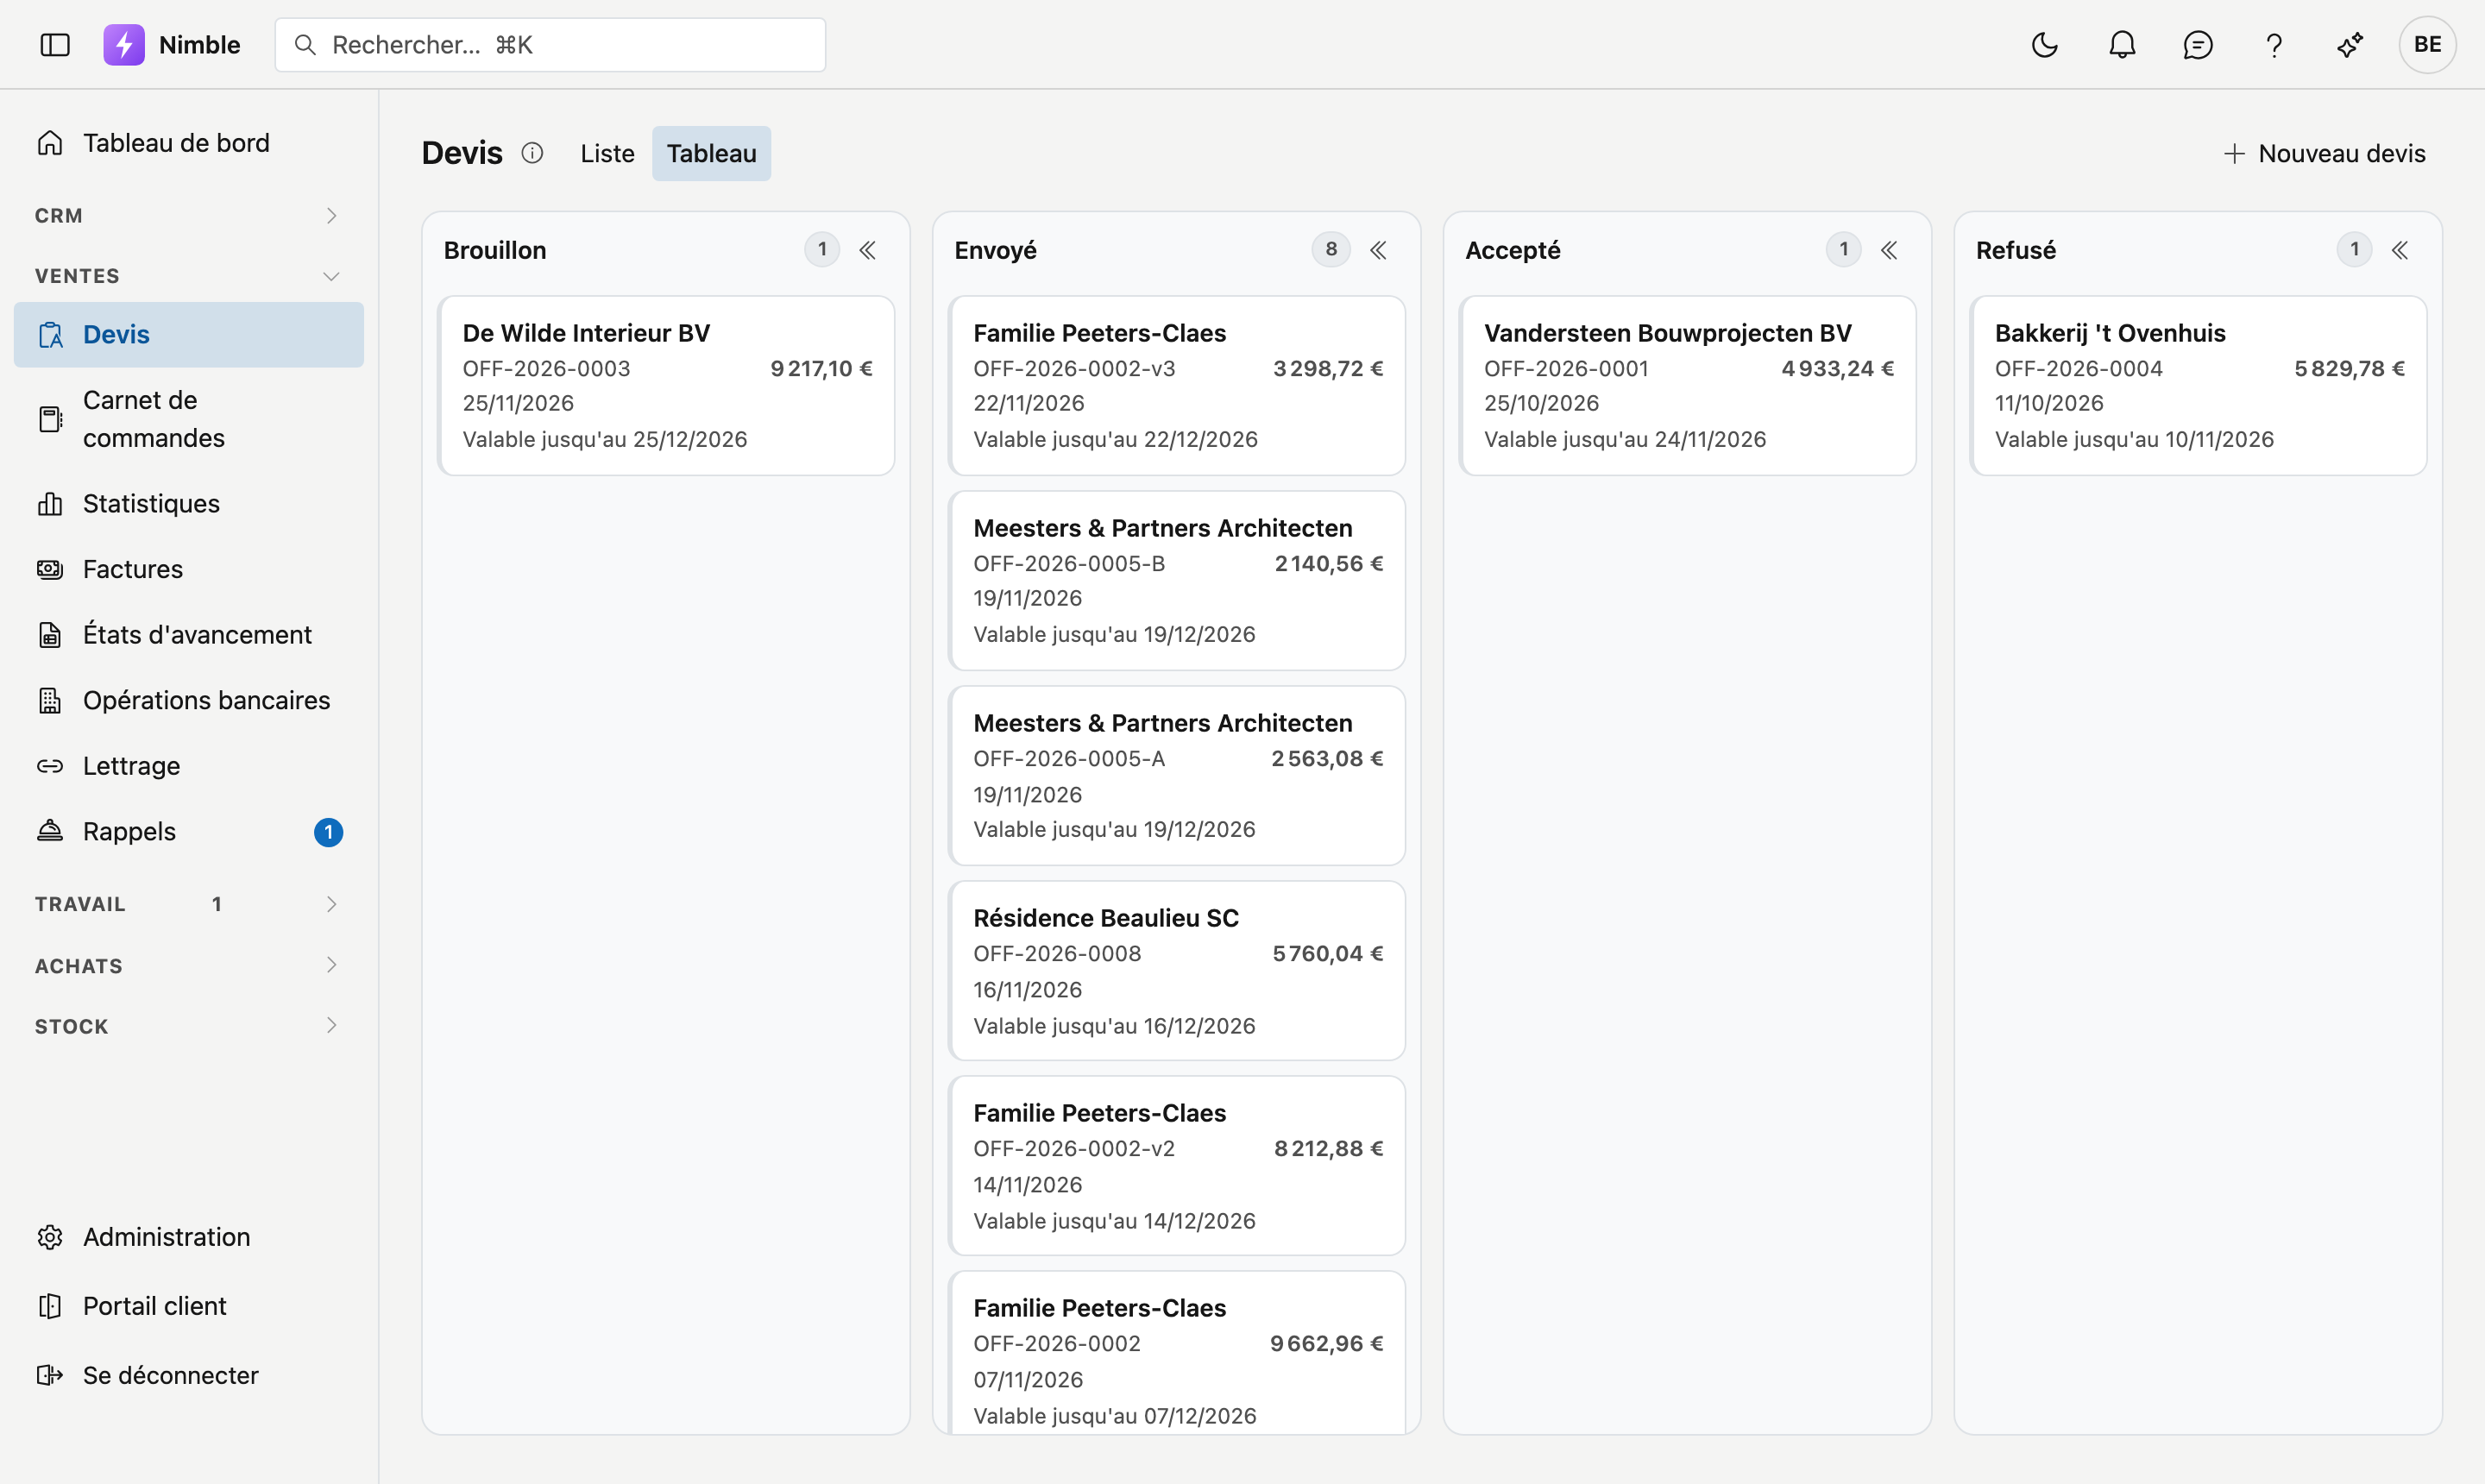 Nimble
Rechercher... ⌘K
BE
Tableau de bord
CRM
VENTES
Devis
Carnet de
commandes
Statistiques
Factures
États d'avancement
Opérations bancaires
Lettrage
Rappels 1
TRAVAIL 1
ACHATS
STOCK
Administration
Portail client
Se déconnecter
Devis Liste Tableau
Nouveau devis
Brouillon 1
De Wilde Interieur BV
OFF-2026-0003 9 217,10 €
25/11/2026
Valable jusqu'au 25/12/2026
Envoyé 8
Familie Peeters-Claes
OFF-2026-0002-v3 3 298,72 €
22/11/2026
Valable jusqu'au 22/12/2026
Meesters & Partners Architecten
OFF-2026-0005-B 2 140,56 €
19/11/2026
Valable jusqu'au 19/12/2026
Meesters & Partners Architecten
OFF-2026-0005-A 2 563,08 €
19/11/2026
Valable jusqu'au 19/12/2026
Résidence Beaulieu SC
OFF-2026-0008 5 760,04 €
16/11/2026
Valable jusqu'au 16/12/2026
Familie Peeters-Claes
OFF-2026-0002-v2 8 212,88 €
14/11/2026
Valable jusqu'au 14/12/2026
Familie Peeters-Claes
OFF-2026-0002 9 662,96 €
07/11/2026
Valable jusqu'au 07/12/2026
Accepté 1
Vandersteen Bouwprojecten BV
OFF-2026-0001 4 933,24 €
25/10/2026
Valable jusqu'au 24/11/2026
Refusé 1
Bakkerij 't Ovenhuis
OFF-2026-0004 5 829,78 €
11/10/2026
Valable jusqu'au 10/11/2026